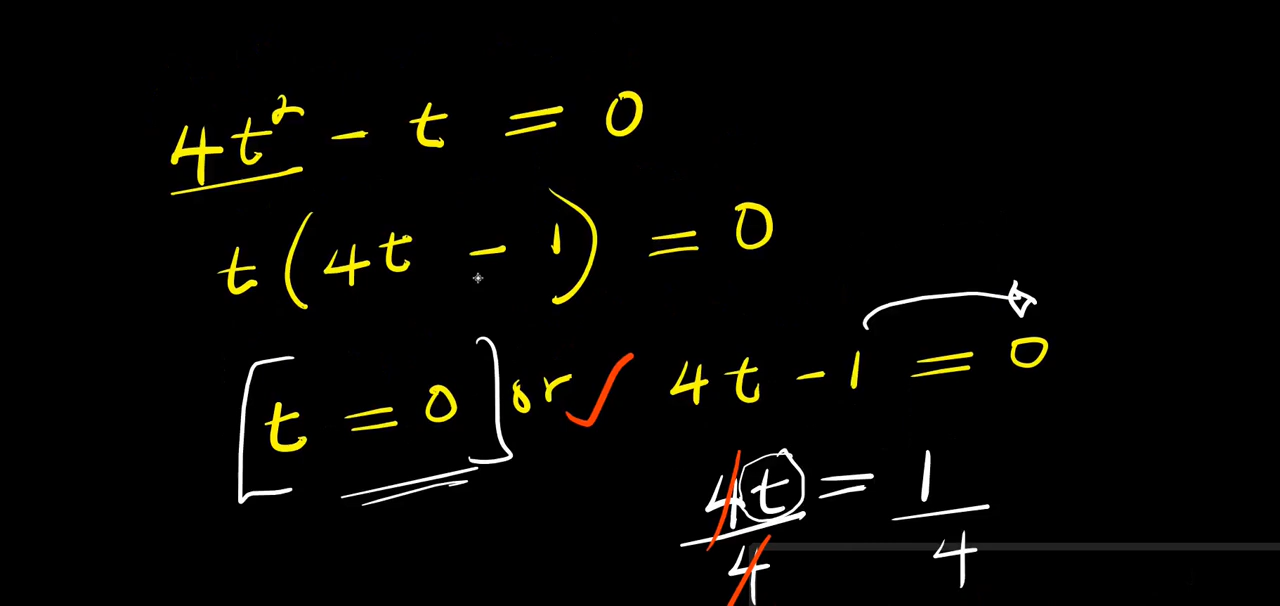 4t² - t = 0
t(4t - 1) = 0
[t = 0] or ✓ 4t - 1 = 0
4t/4 = 1/4